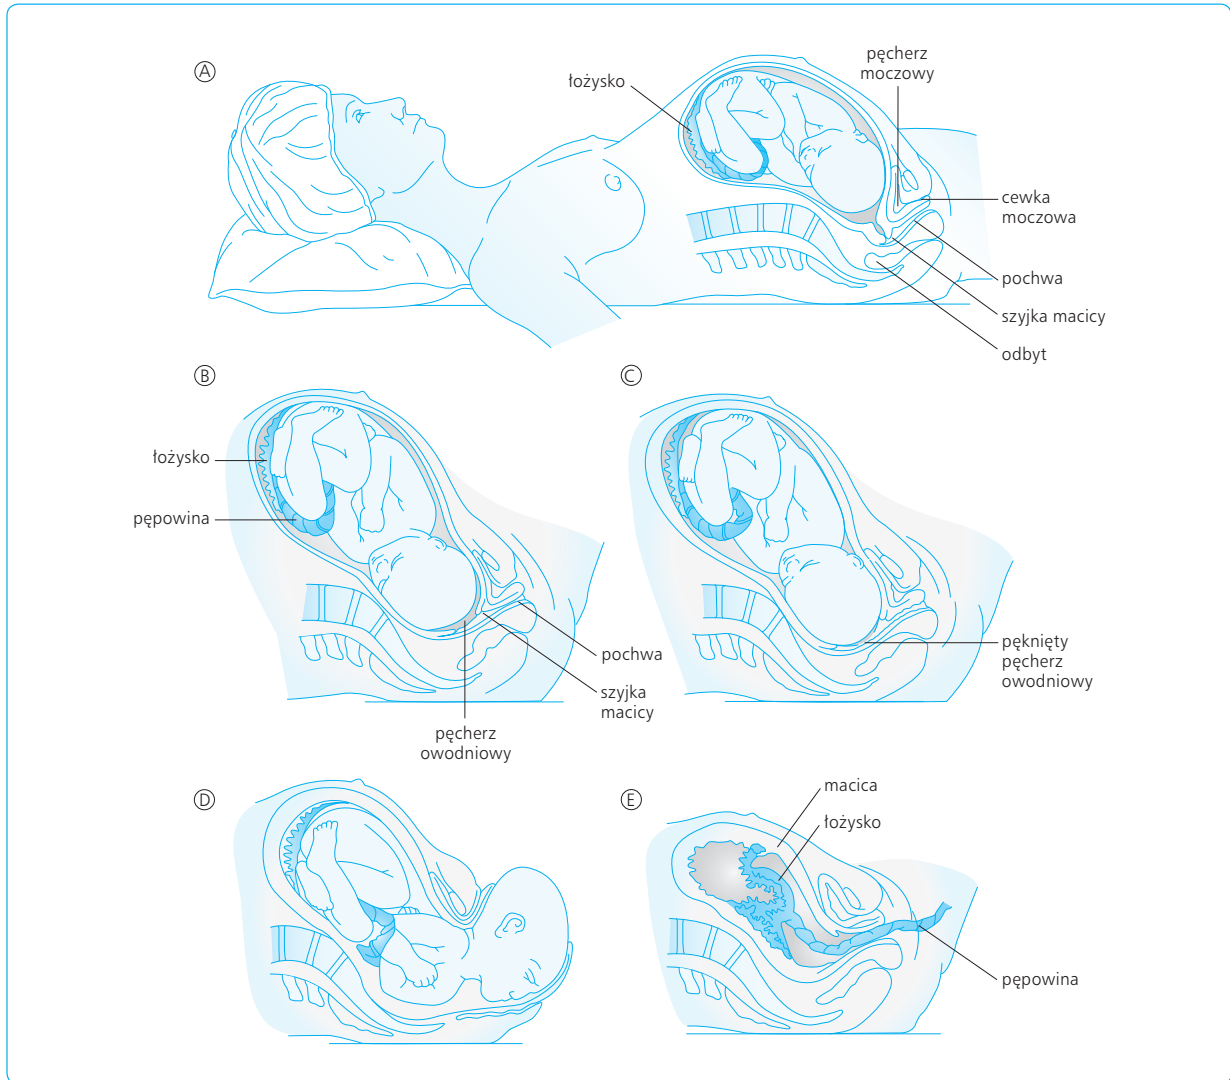 A
łożysko
pęcherz
moczowy
cewka
moczowa
pochwa
szyjka macicy
odbyt
B
łożysko
pępowina
pochwa
szyjka
macicy
pęcherz
owodniowy
C
pęknięty
pęcherz
owodniowy
D
E
macica
łożysko
pępowina